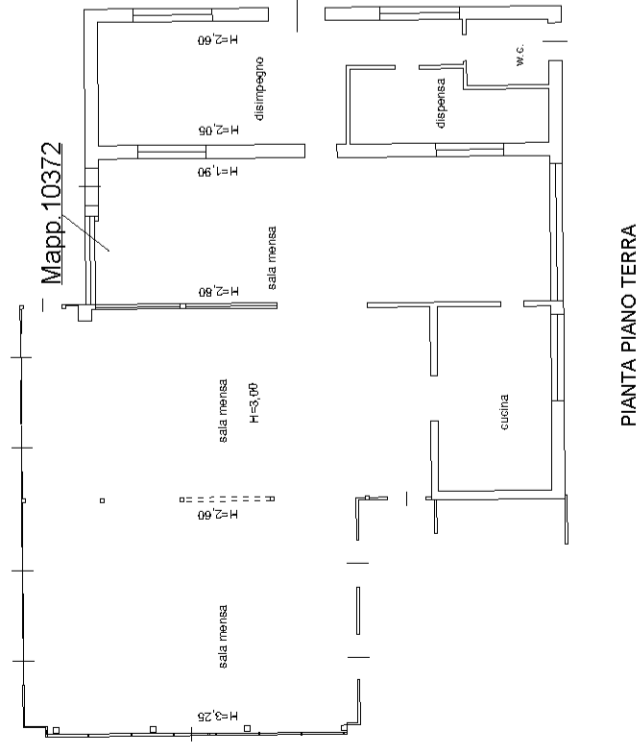 Mapp.10372
H=2,60
disimpegno
H=2,05
dispensa
w.c.
H=1,90
sala mensa
H=2,80
sala mensa
H=3,00
cucina
H=2,60
sala mensa
H=3,25
PIANTA PIANO TERRA